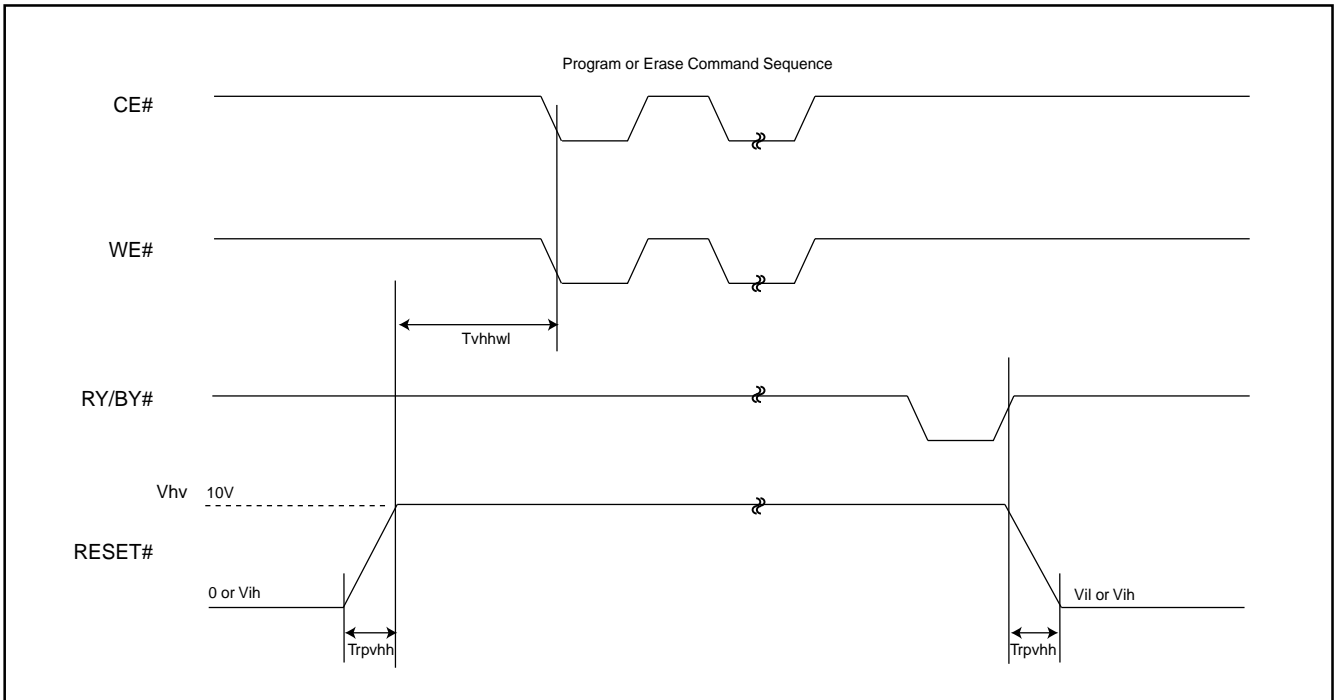 Program or Erase Command Sequence
CE#
WE#
Tvhhwl
RY/BY#
Vhv 10V
RESET#
0 or Vih
Vil or Vih
Trpvhh
Trpvhh